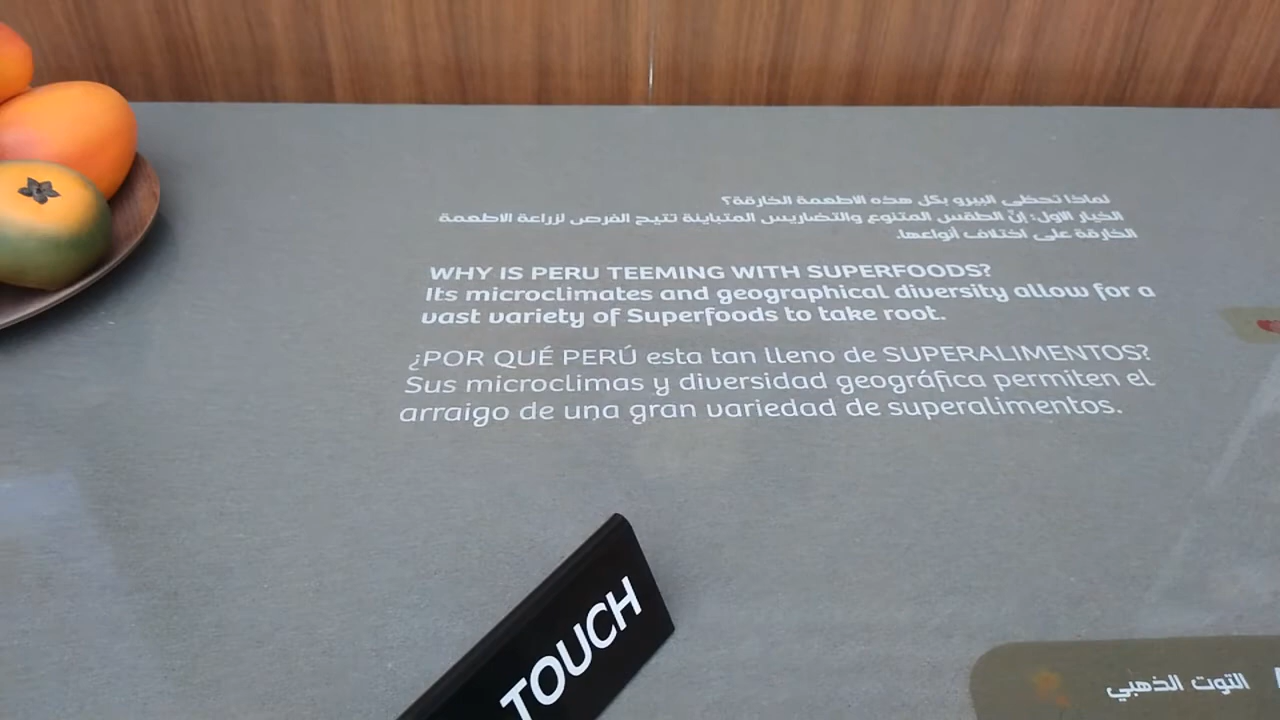 لماذا تحظى البيرو بكل هذه الاطعمة الخارقة؟
الخيار الاول: إنّ الطقس المتنوع والتضاريس المتباينة تتيح الفرص لزراعة الاطعمة
الخارقة على اختلاف أنواعها.
WHY IS PERU TEEMING WITH SUPERFOODS?
Its microclimates and geographical diversity allow for a
vast variety of Superfoods to take root.
¿POR QUÉ PERÚ esta tan lleno de SUPERALIMENTOS?
Sus microclimas y diversidad geográfica permiten el
arraigo de una gran variedad de superalimentos.
TOUCH
التوت الذهبي